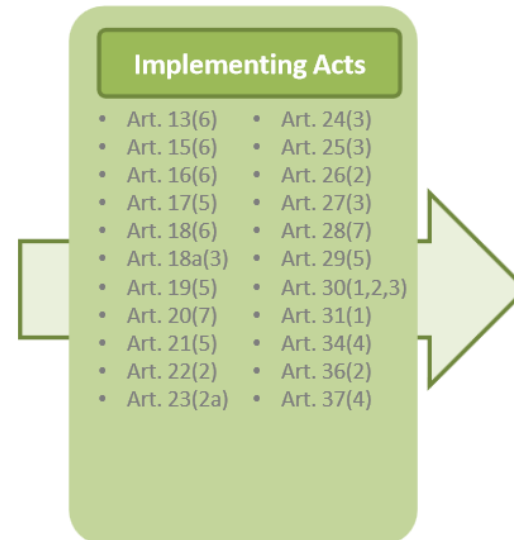 Implementing Acts
• Art. 13(6)
• Art. 15(6)
• Art. 16(6)
• Art. 17(5)
• Art. 18(6)
• Art. 18a(3)
• Art. 19(5)
• Art. 20(7)
• Art. 21(5)
• Art. 22(2)
• Art. 23(2a)
• Art. 24(3)
• Art. 25(3)
• Art. 26(2)
• Art. 27(3)
• Art. 28(7)
• Art. 29(5)
• Art. 30(1,2,3)
• Art. 31(1)
• Art. 34(4)
• Art. 36(2)
• Art. 37(4)